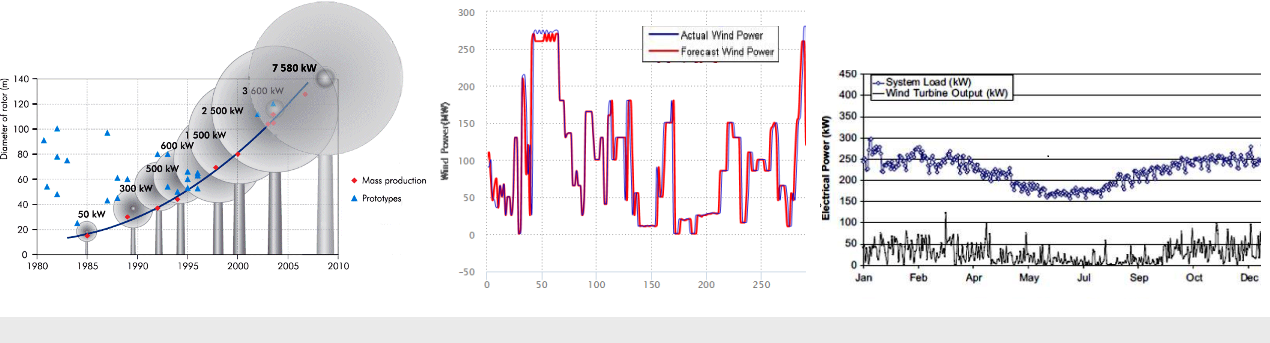 Diameter of rotor (m)
140
120
100
80
60
40
20
0
1980
1985
1990
1995
2000
2005
2010
50 kW
300 kW
500 kW
600 kW
1 500 kW
2 500 kW
3 600 kW
7 580 kW
Mass production
Prototypes
Wind Power(MW)
300
250
200
150
100
50
0
-50
0
50
100
150
200
250
Actual Wind Power
Forecast Wind Power
Electrical Power (kW)
450
400
350
300
250
200
150
100
50
0
Jan
Feb
Apr
May
Jul
Sep
Oct
Dec
System Load (kW)
Wind Turbine Output (kW)